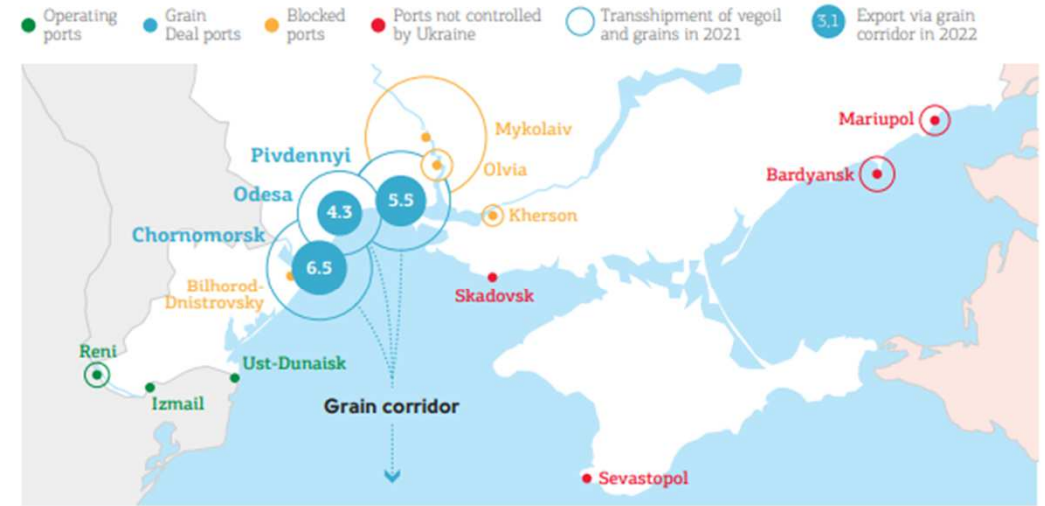 Operating
ports
Grain
Deal ports
Blocked
ports
Ports not controlled
by Ukraine
Transshipment of vegoil
and grains in 2021
3,1
Export via grain
corridor in 2022
Mykolaiv
Mariupol
Pivdennyi
Olvia
Bardyansk
Odesa
4.3
5.5
Kherson
Chornomorsk
6.5
Bilhorod-
Dnistrovsky
Skadovsk
Reni
Ust-Dunaisk
Izmail
Grain corridor
Sevastopol